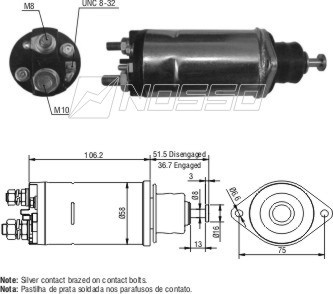 M8
UNC 8-32
M10
NOSSO
106.2
51.5 Disengaged
36.7 Engaged
3
Ø8
Ø16
Ø58
13
Ø6.6
75
Note: Silver contact brazed on contact bolts.
Nota: Pastilha de prata soldada nos parafusos de contato.